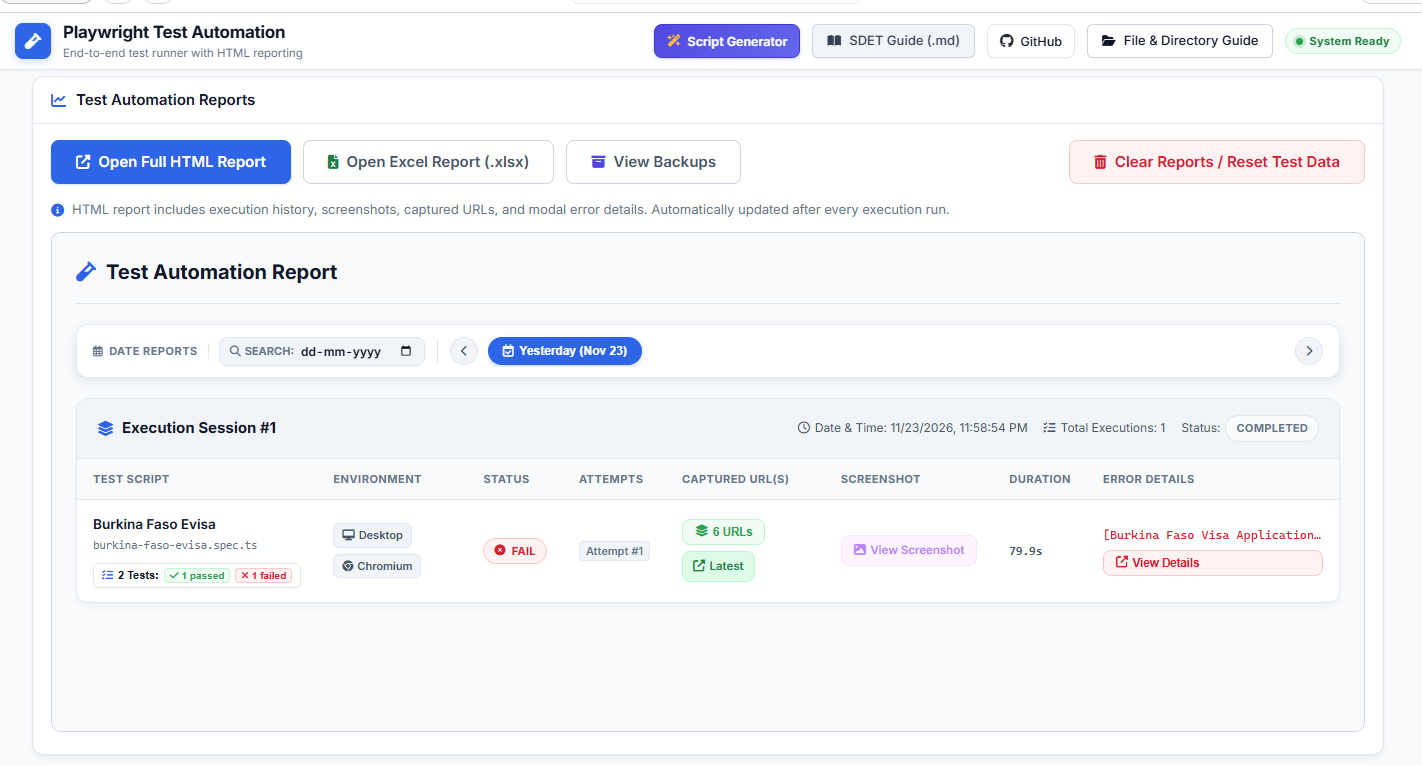 Playwright Test Automation
End-to-end test runner with HTML reporting
Script Generator
SDET Guide (.md)
GitHub
File & Directory Guide
System Ready
Test Automation Reports
Open Full HTML Report
Open Excel Report (.xlsx)
View Backups
Clear Reports / Reset Test Data
HTML report includes execution history, screenshots, captured URLs, and modal error details. Automatically updated after every execution run.
Test Automation Report
DATE REPORTS
SEARCH: dd-mm-yyyy
Yesterday (Nov 23)
Execution Session #1
Date & Time: 11/23/2026, 11:58:54 PM
Total Executions: 1
Status: COMPLETED
TEST SCRIPT ENVIRONMENT STATUS ATTEMPTS CAPTURED URL(S) SCREENSHOT DURATION ERROR DETAILS
Burkina Faso Evisa
burkina-faso-evisa.spec.ts
2 Tests: 1 passed 1 failed
Desktop
Chromium
FAIL
Attempt #1
6 URLs
Latest
View Screenshot
79.9s
[Burkina Faso Visa Application…
View Details